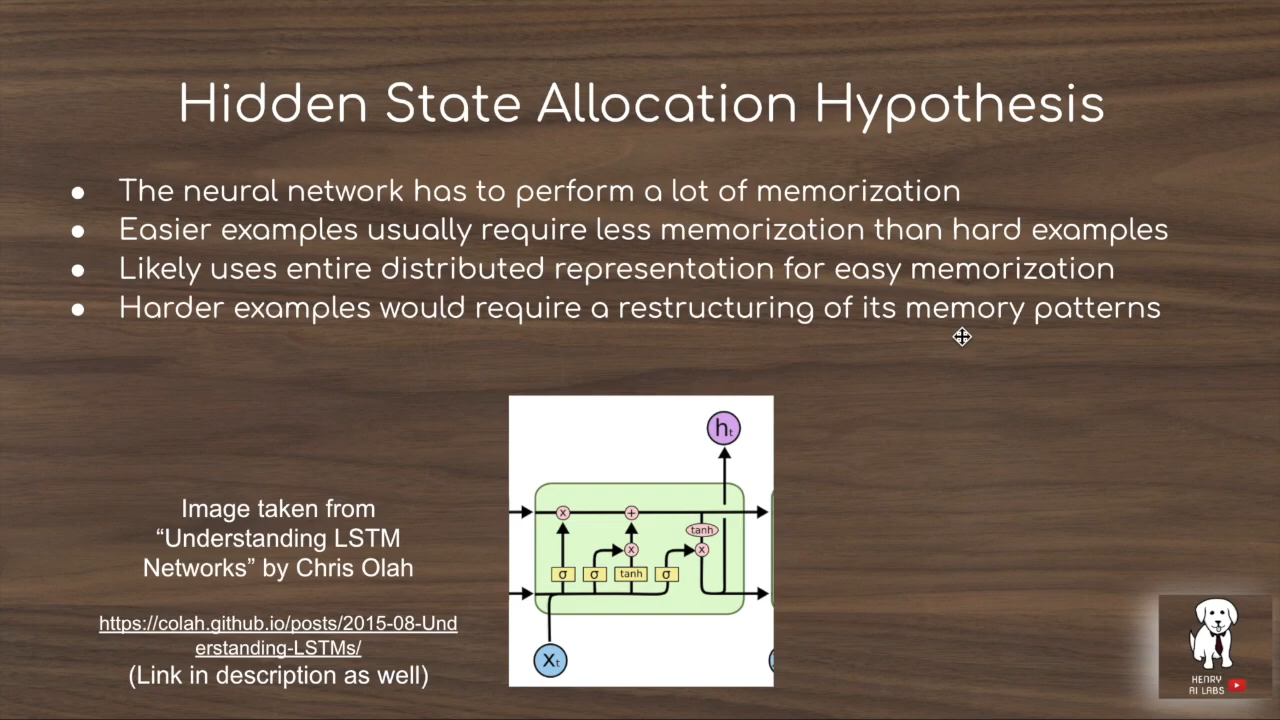 Hidden State Allocation Hypothesis
● The neural network has to perform a lot of memorization
● Easier examples usually require less memorization than hard examples
● Likely uses entire distributed representation for easy memorization
● Harder examples would require a restructuring of its memory patterns
h_t
x + tanh
x x
σ σ tanh σ
X_t
Image taken from
“Understanding LSTM
Networks” by Chris Olah
https://colah.github.io/posts/2015-08-Und
erstanding-LSTMs/
(Link in description as well)
HENRY
AI LABS